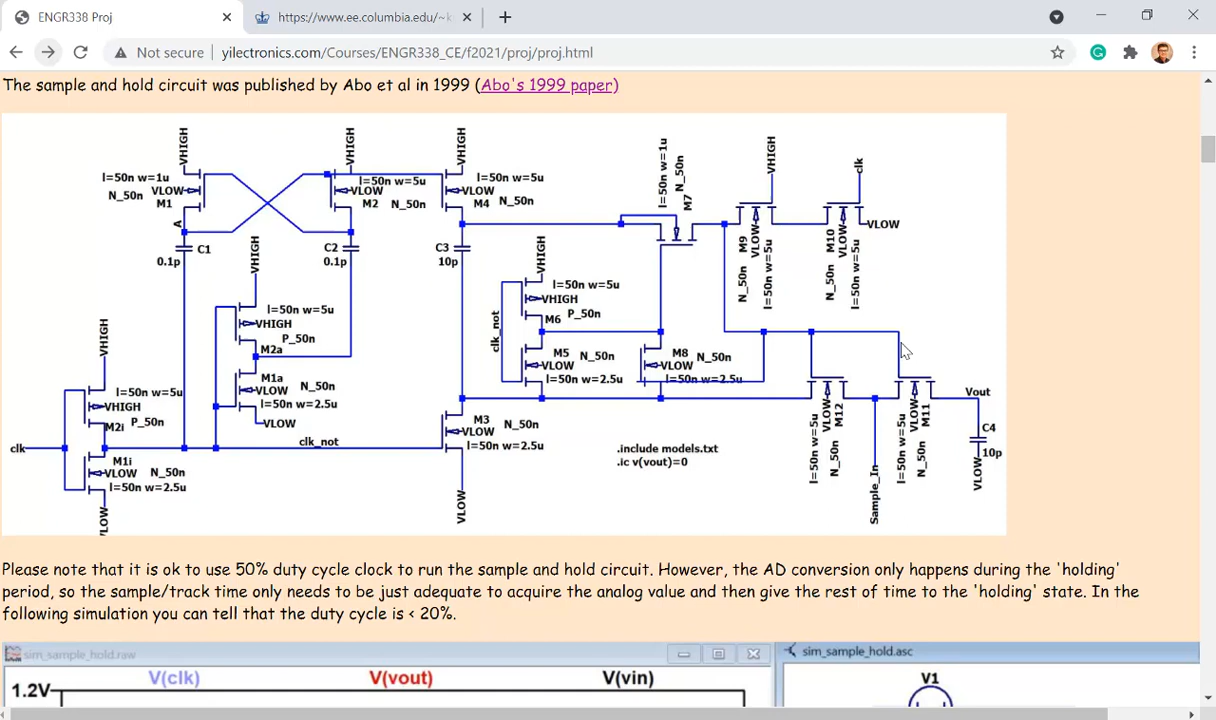 ENGR338 Proj
https://www.ee.columbia.edu/~k
Not secure
yilectronics.com/Courses/ENGR338_CE/f2021/proj/proj.html
The sample and hold circuit was published by Abo et al in 1999 (Abo's 1999 paper)
VHIGH
VHIGH
VHIGH
l=50n w=1u
VLOW
N_50n
M1
A
C1
0.1p
l=50n w=5u
VLOW
M2
N_50n
C2
0.1p
l=50n w=5u
VLOW
M4
N_50n
C3
10p
l=50n w=1u
N_50n
M7
VHIGH
N_50n M9
VLOW
l=50n w=5u
clk
N_50n M10
VLOW
l=50n w=5u
VLOW
VHIGH
l=50n w=5u
VHIGH
P_50n
M2a
M1a
VLOW
N_50n
l=50n w=2.5u
VLOW
VHIGH
l=50n w=5u
VHIGH
M6
P_50n
clk_not
M5
N_50n
VLOW
l=50n w=2.5u
M8
N_50n
VLOW
l=50n w=2.5u
VHIGH
l=50n w=5u
VHIGH
P_50n
M2i
clk
M1i
VLOW
N_50n
l=50n w=2.5u
VLOW
clk_not
M3
N_50n
VLOW
l=50n w=2.5u
VLOW
.include models.txt
.ic v(vout)=0
l=50n w=5u
VLOW
N_50n M12
Sample_In
l=50n w=5u
VLOW
N_50n M11
Vout
C4
10p
VLOW
Please note that it is ok to use 50% duty cycle clock to run the sample and hold circuit. However, the AD conversion only happens during the 'holding'
period, so the sample/track time only needs to be just adequate to acquire the analog value and then give the rest of time to the 'holding' state. In the
following simulation you can tell that the duty cycle is < 20%.
sim_sample_hold.raw
sim_sample_hold.asc
V(clk)
V(vout)
V(vin)
1.2V
V1